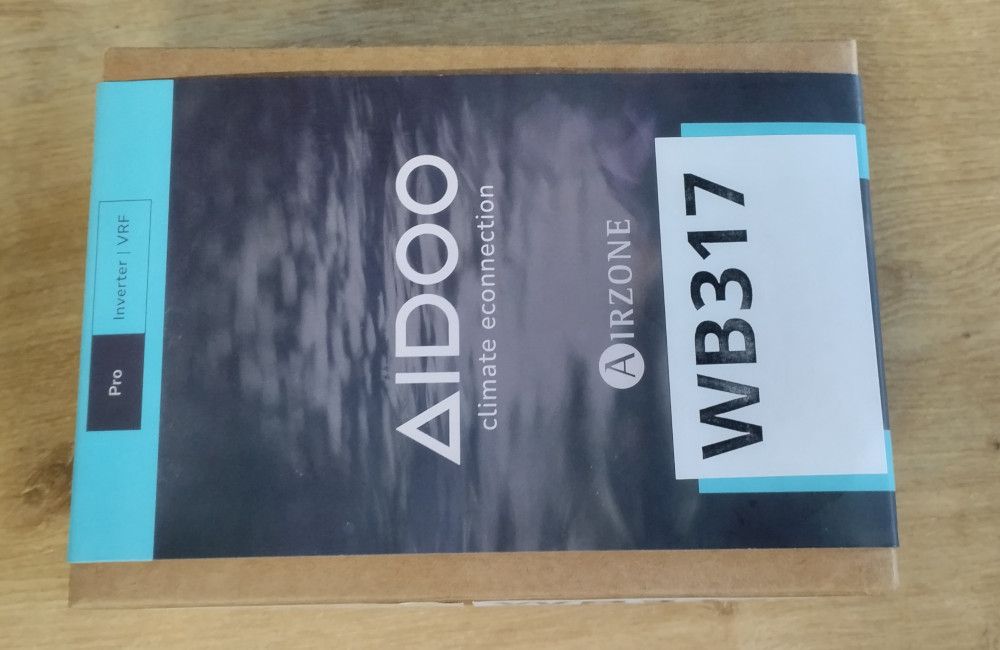 Pro
Inverter | VRF
AIDOO
climate econnection
AIRZONE
WB317